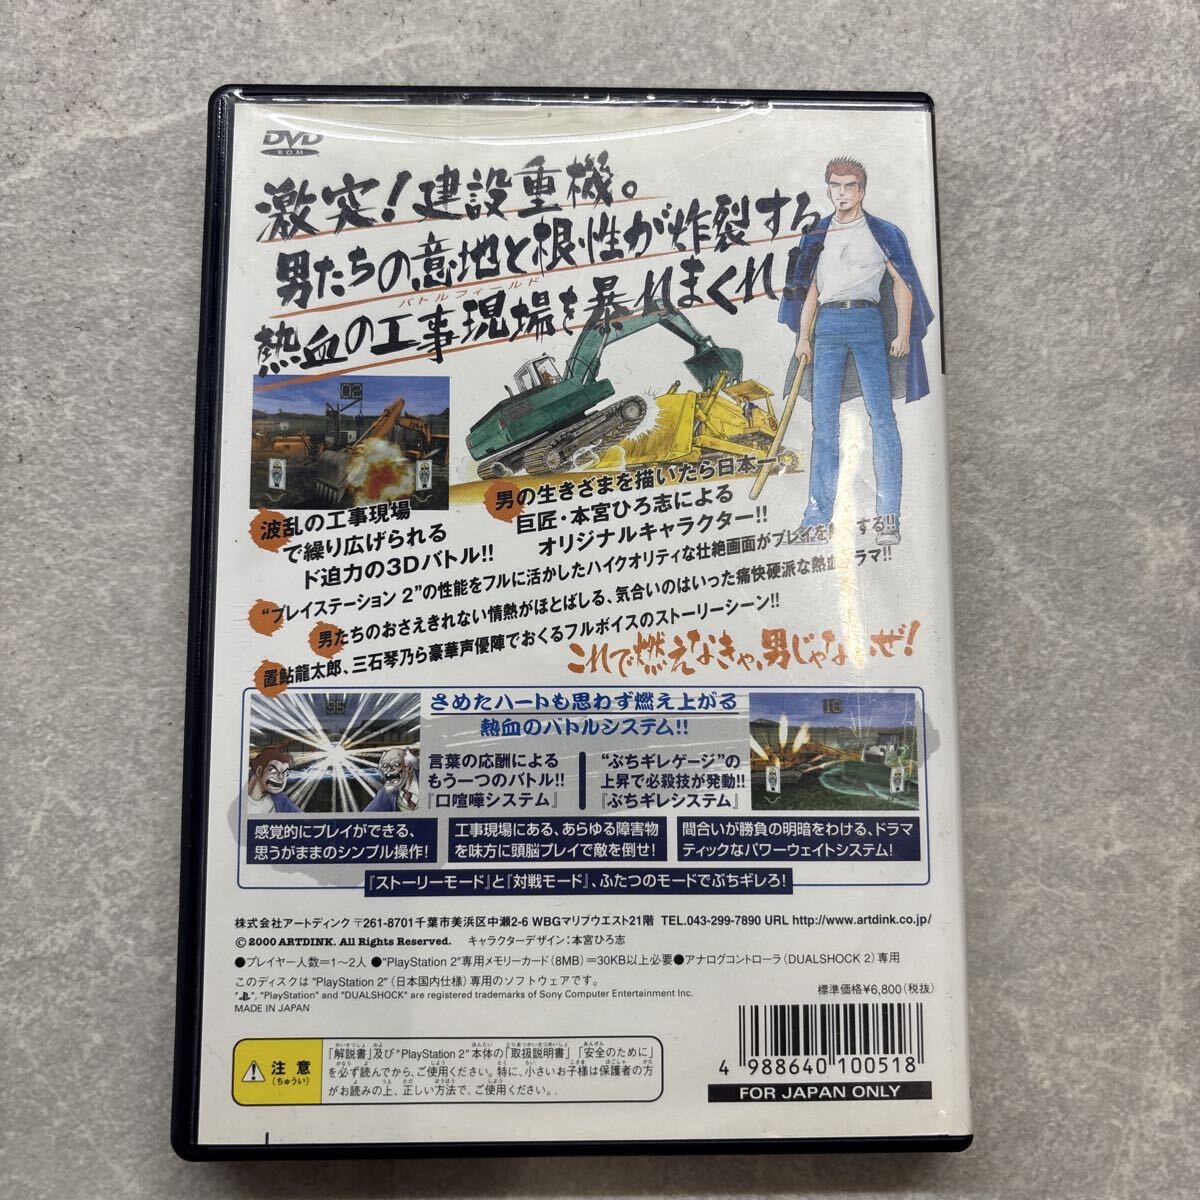 DVD
ROM
激突!建設重機。
男たちの意地と根性が炸裂する
バトルフィールド
熱血の工事現場を暴れまくれ!!
02
波乱の工事現場
で繰り広げられる
ド迫力の3Dバトル!!
男の生きざまを描いたら日本一
巨匠・本宮ひろ志による
オリジナルキャラクター!!
"プレイステーション 2"の性能をフルに活かしたハイクオリティな壮絶画面がプレイを する!!
男たちのおさえきれない情熱がほとばしる、気合いのはいった痛快硬派な熱血ドラマ!!
置鮎龍太郎、三石琴乃ら豪華声優陣でおくるフルボイスのストーリーシーン!!
これで燃えなきゃ、男じゃないぜ!
さめたハートも思わず燃え上がる
熱血のバトルシステム!!
言葉の応酬による
もう一つのバトル!!
『口喧嘩システム』
"ぶちギレゲージ"の
上昇で必殺技が発動!!
『ぶちギレシステム』
18
感覚的にプレイができる、
思うがままのシンプル操作!
工事現場にある、あらゆる障害物
を味方に頭脳プレイで敵を倒せ!
間合いが勝負の明暗をわける、ドラマ
ティックなパワーウェイトシステム!
『ストーリーモード』と『対戦モード』、ふたつのモードでぶちギレろ!
株式会社アートディンク 〒261-8701千葉市美浜区中瀬2-6 WBGマリブウエスト21階 TEL.043-299-7890 URL http://www.artdink.co.jp/
© 2000 ARTDINK. All Rights Reserved. キャラクターデザイン:本宮ひろ志
●プレイヤー人数=1〜2人 ●"PlayStation 2"専用メモリーカード(8MB)=30KB以上必要●アナログコントローラ(DUALSHOCK 2)専用
このディスクは "PlayStation 2" (日本国内仕様) 専用のソフトウェアです。
"", "PlayStation" and "DUALSHOCK" are registered trademarks of Sony Computer Entertainment Inc.
MADE IN JAPAN
標準価格¥6,800(税抜)
注意
(ちゅうい)
「解説書」及び"PlayStation 2"本体の「取扱説明書」「安全のために」
を必ず読んでから、ご使用ください。特に、小さいお子様は保護者の方
がお読みの上、正しい方法で、ご使用ください。
4 988640 100518
FOR JAPAN ONLY